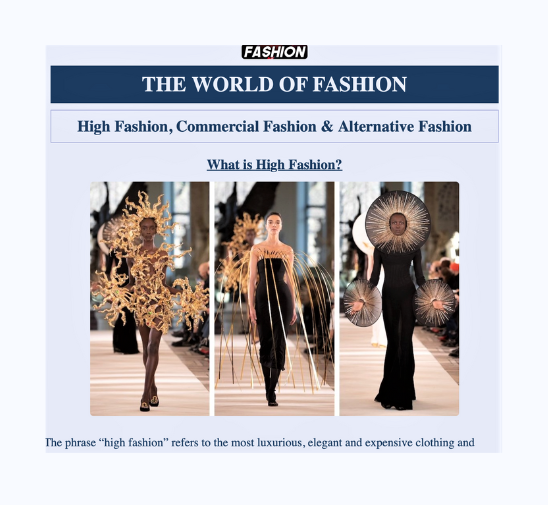 FASHION
THE WORLD OF FASHION
High Fashion, Commercial Fashion & Alternative Fashion
What is High Fashion?
The phrase “high fashion” refers to the most luxurious, elegant and expensive clothing and